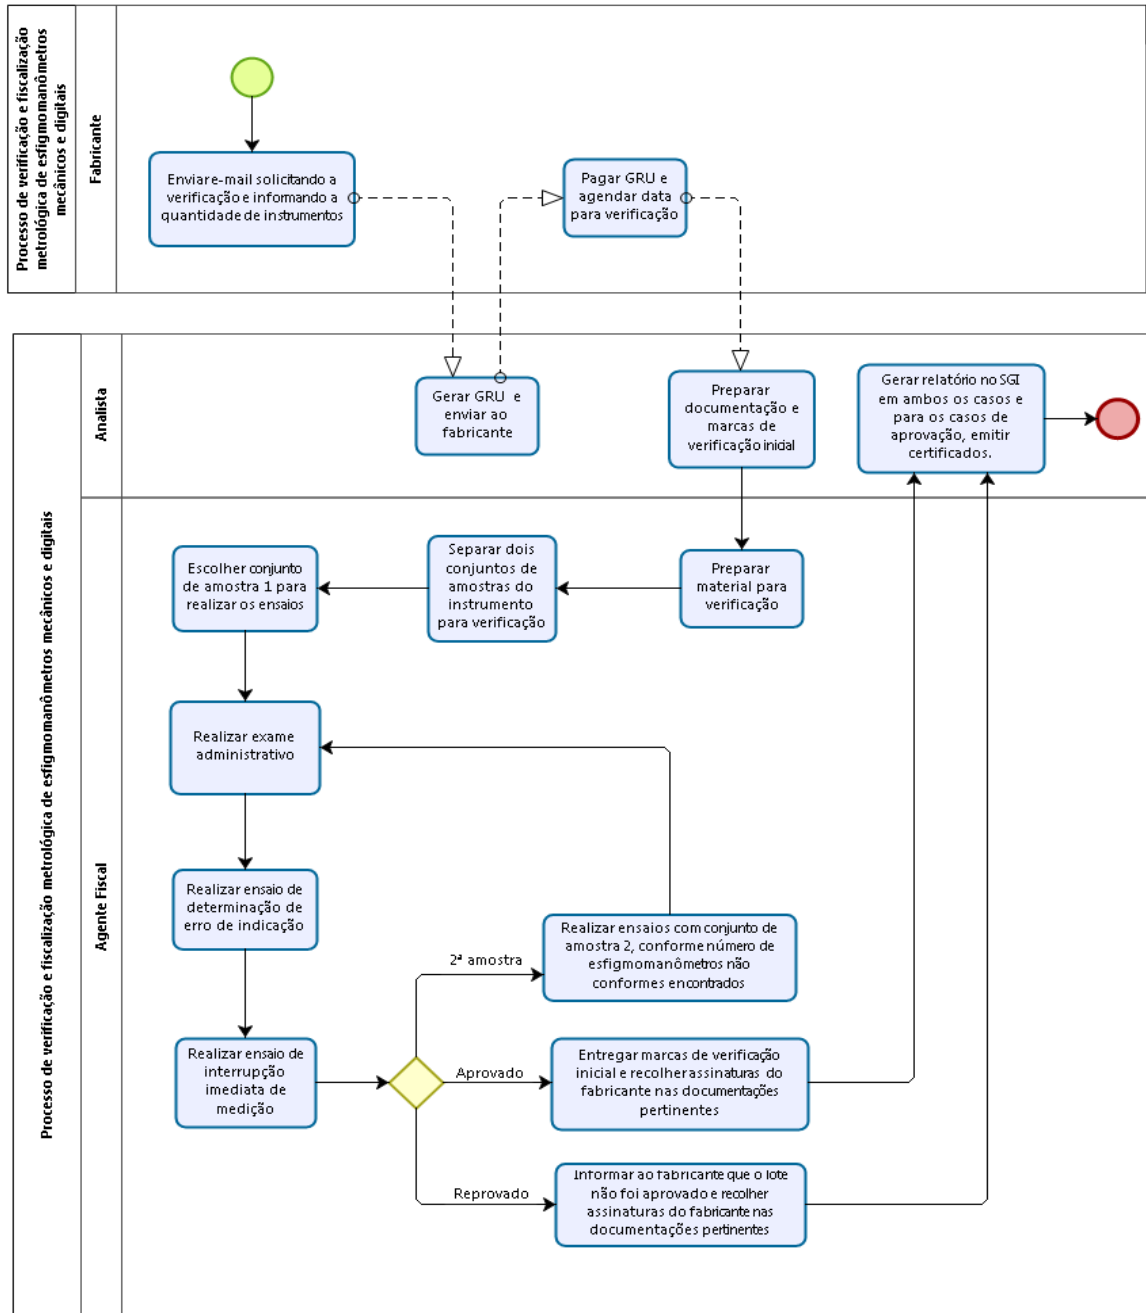 Processo de verificação e fiscalização
metrológica de esfigmomanômetros
mecânicos e digitais
Fabricante
Enviar e-mail solicitando a
verificação e informando a
quantidade de instrumentos
Pagar GRU e
agendar data
para verificação
Processo de verificação e fiscalização metrológica de esfigmomanômetros mecânicos e digitais
Analista
Gerar GRU e
enviar ao
fabricante
Preparar
documentação e
marcas de
verificação inicial
Gerar relatório no SGI
em ambos os casos e
para os casos de
aprovação, emitir
certificados.
Agente Fiscal
Escolher conjunto
de amostra 1 para
realizar os ensaios
Separar dois
conjuntos de
amostras do
instrumento
para verificação
Preparar
material para
verificação
Realizar exame
administrativo
Realizar ensaio de
determinação de
erro de indicação
2ª amostra
Realizar ensaios com conjunto de
amostra 2, conforme número de
esfigmomanômetros não
conformes encontrados
Realizar ensaio de
interrupção
imediata de
medição
Aprovado
Entregar marcas de verificação
inicial e recolher assinaturas do
fabricante nas documentações
pertinentes
Reprovado
Informar ao fabricante que o lote
não foi aprovado e recolher
assinaturas do fabricante nas
documentações pertinentes